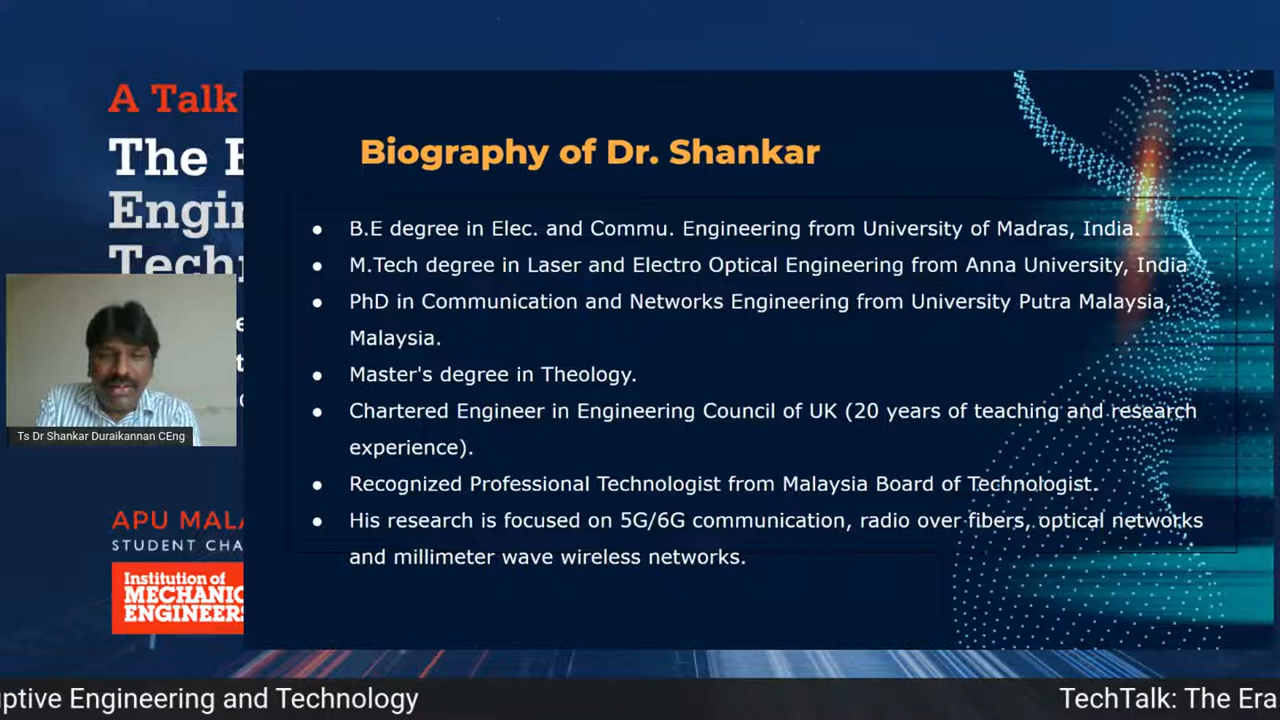 A Talk
The E
Engin
Techn
Biography of Dr. Shankar
● B.E degree in Elec. and Commu. Engineering from University of Madras, India.
● M.Tech degree in Laser and Electro Optical Engineering from Anna University, India
● PhD in Communication and Networks Engineering from University Putra Malaysia,
Malaysia.
● Master's degree in Theology.
● Chartered Engineer in Engineering Council of UK (20 years of teaching and research
experience).
● Recognized Professional Technologist from Malaysia Board of Technologist.
● His research is focused on 5G/6G communication, radio over fibers, optical networks
and millimeter wave wireless networks.
Ts Dr Shankar Duraikannan CEng
APU MALA
STUDENT CHA
Institution of
MECHANIC
ENGINEERS
uptive Engineering and Technology
TechTalk: The Era